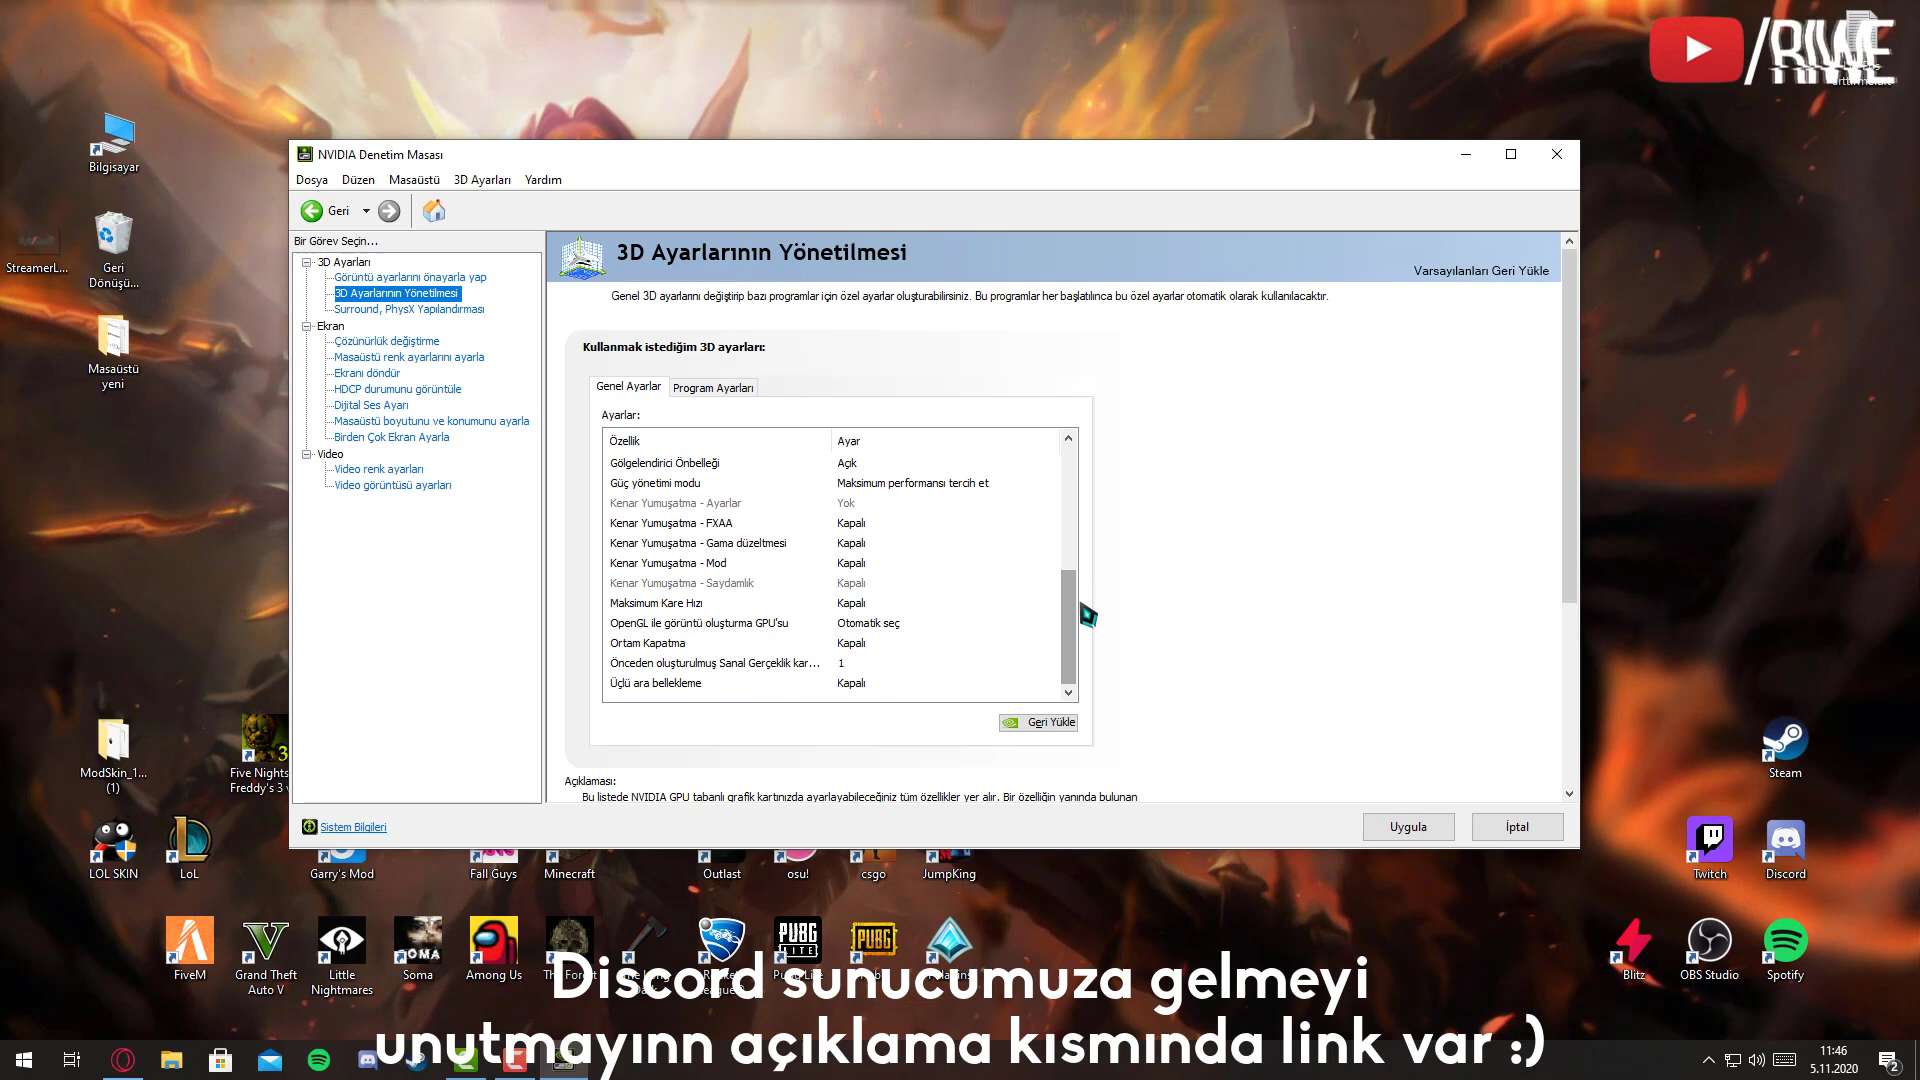 /RIWE
Bilgisayar
Geri
Dönüşü...
StreamerL...
Masaüstü
yeni
NVIDIA Denetim Masası
Dosya Düzen Masaüstü 3D Ayarları Yardım
Geri
Bir Görev Seçin...
3D Ayarları
Görüntü ayarlarını önayarla yap
3D Ayarlarının Yönetilmesi
Surround, PhysX Yapılandırması
Ekran
Çözünürlük değiştirme
Masaüstü renk ayarlarını ayarla
Ekranı döndür
HDCP durumunu görüntüle
Dijital Ses Ayarı
Masaüstü boyutunu ve konumunu ayarla
Birden Çok Ekran Ayarla
Video
Video renk ayarları
Video görüntüsü ayarları
Sistem Bilgileri
3D Ayarlarının Yönetilmesi
Varsayılanları Geri Yükle
Genel 3D ayarlarını değiştirip bazı programlar için özel ayarlar oluşturabilirsiniz. Bu programlar her başlatılınca bu özel ayarlar otomatik olarak kullanılacaktır.
Kullanmak istediğim 3D ayarları:
Genel Ayarlar Program Ayarları
Ayarlar:
Özellik Ayar
Gölgelendirici Önbelleği Açık
Güç yönetimi modu Maksimum performansı tercih et
Kenar Yumuşatma - Ayarlar Yok
Kenar Yumuşatma - FXAA Kapalı
Kenar Yumuşatma - Gama düzeltmesi Kapalı
Kenar Yumuşatma - Mod Kapalı
Kenar Yumuşatma - Saydamlık Kapalı
Maksimum Kare Hızı Kapalı
OpenGL ile görüntü oluşturma GPU'su Otomatik seç
Ortam Kapatma Kapalı
Önceden oluşturulmuş Sanal Gerçeklik kar... 1
Üçlü ara bellekleme Kapalı
Geri Yükle
Açıklaması:
Bu listede NVIDIA GPU tabanlı grafik kartınızda ayarlayabileceğiniz tüm özellikler yer alır. Bir özelliğin yanında bulunan
Uygula İptal
ModSkin_1...
(1)
Five Nights
Freddy's 3
3
Steam
LOL SKIN LoL Garry's Mod Fall Guys Minecraft Outlast osu! csgo JumpKing Twitch Discord
SOMA
PUBG
LITE
PUBG
FiveM
Grand Theft
Auto V
Little
Nightmares
Soma
Among Us
Blitz
OBS Studio
Spotify
Discord sunucumuza gelmeyi
unutmayınn açıklama kısmında link var :)
11:46
5.11.2020
2